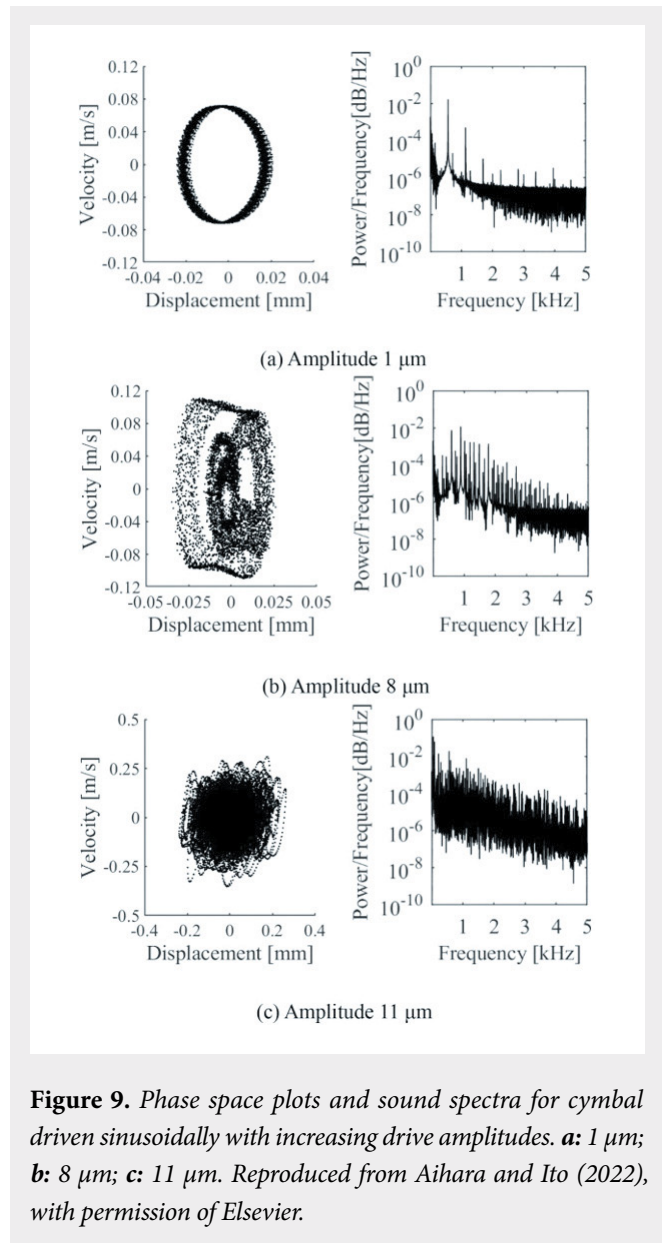 0.12
0.08
0.04
0
-0.04
-0.08
-0.12
Velocity [m/s]
-0.04 -0.02 0 0.02 0.04
Displacement [mm]
10⁰
10⁻²
10⁻⁴
10⁻⁶
10⁻⁸
10⁻¹⁰
Power/Frequency[dB/Hz]
1 2 3 4 5
Frequency [kHz]
(a) Amplitude 1 μm
0.12
0.08
0.04
0
-0.04
-0.08
-0.12
Velocity [m/s]
-0.05 -0.025 0 0.025 0.05
Displacement [mm]
10⁰
10⁻²
10⁻⁴
10⁻⁶
10⁻⁸
10⁻¹⁰
Power/Frequency[dB/Hz]
1 2 3 4 5
Frequency [kHz]
(b) Amplitude 8 μm
0.5
0.25
0
-0.25
-0.5
Velocity [m/s]
-0.4 -0.2 0 0.2 0.4
Displacement [mm]
10⁰
10⁻²
10⁻⁴
10⁻⁶
10⁻⁸
10⁻¹⁰
Power/Frequency[dB/Hz]
1 2 3 4 5
Frequency [kHz]
(c) Amplitude 11 μm
Figure 9. Phase space plots and sound spectra for cymbal
driven sinusoidally with increasing drive amplitudes. a: 1 μm;
b: 8 μm; c: 11 μm. Reproduced from Aihara and Ito (2022),
with permission of Elsevier.